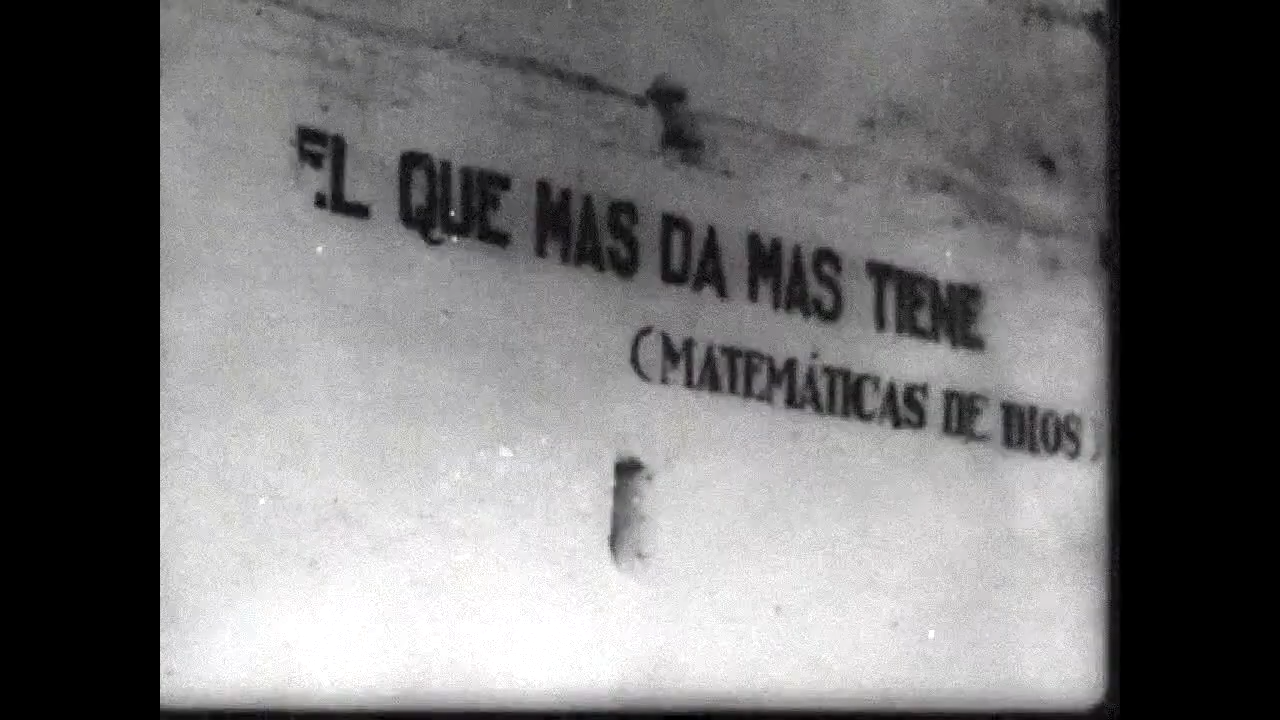 EL QUE MAS DA MAS TIENE
(MATEMÁTICAS DE DIOS)